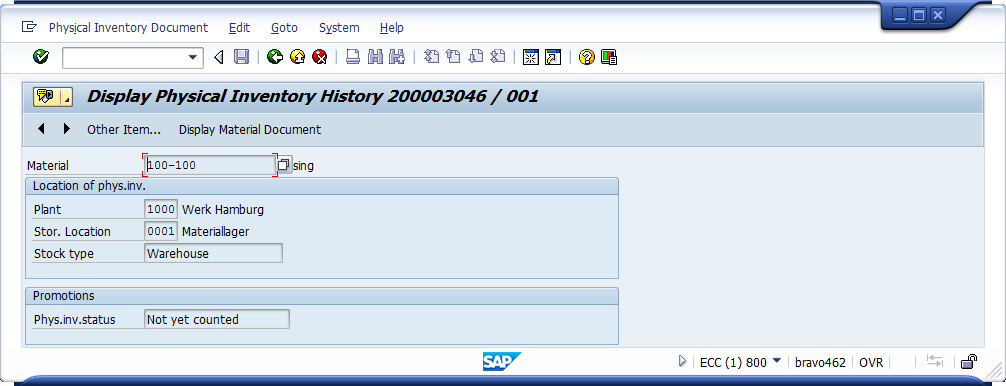 Physical Inventory Document Edit Goto System Help
Display Physical Inventory History 200003046 / 001
Other Item... Display Material Document
Material 100-100 sing
Location of phys.inv.
Plant 1000 Werk Hamburg
Stor. Location 0001 Materiallager
Stock type Warehouse
Promotions
Phys.inv.status Not yet counted
SAP ECC (1) 800 bravo462 OVR